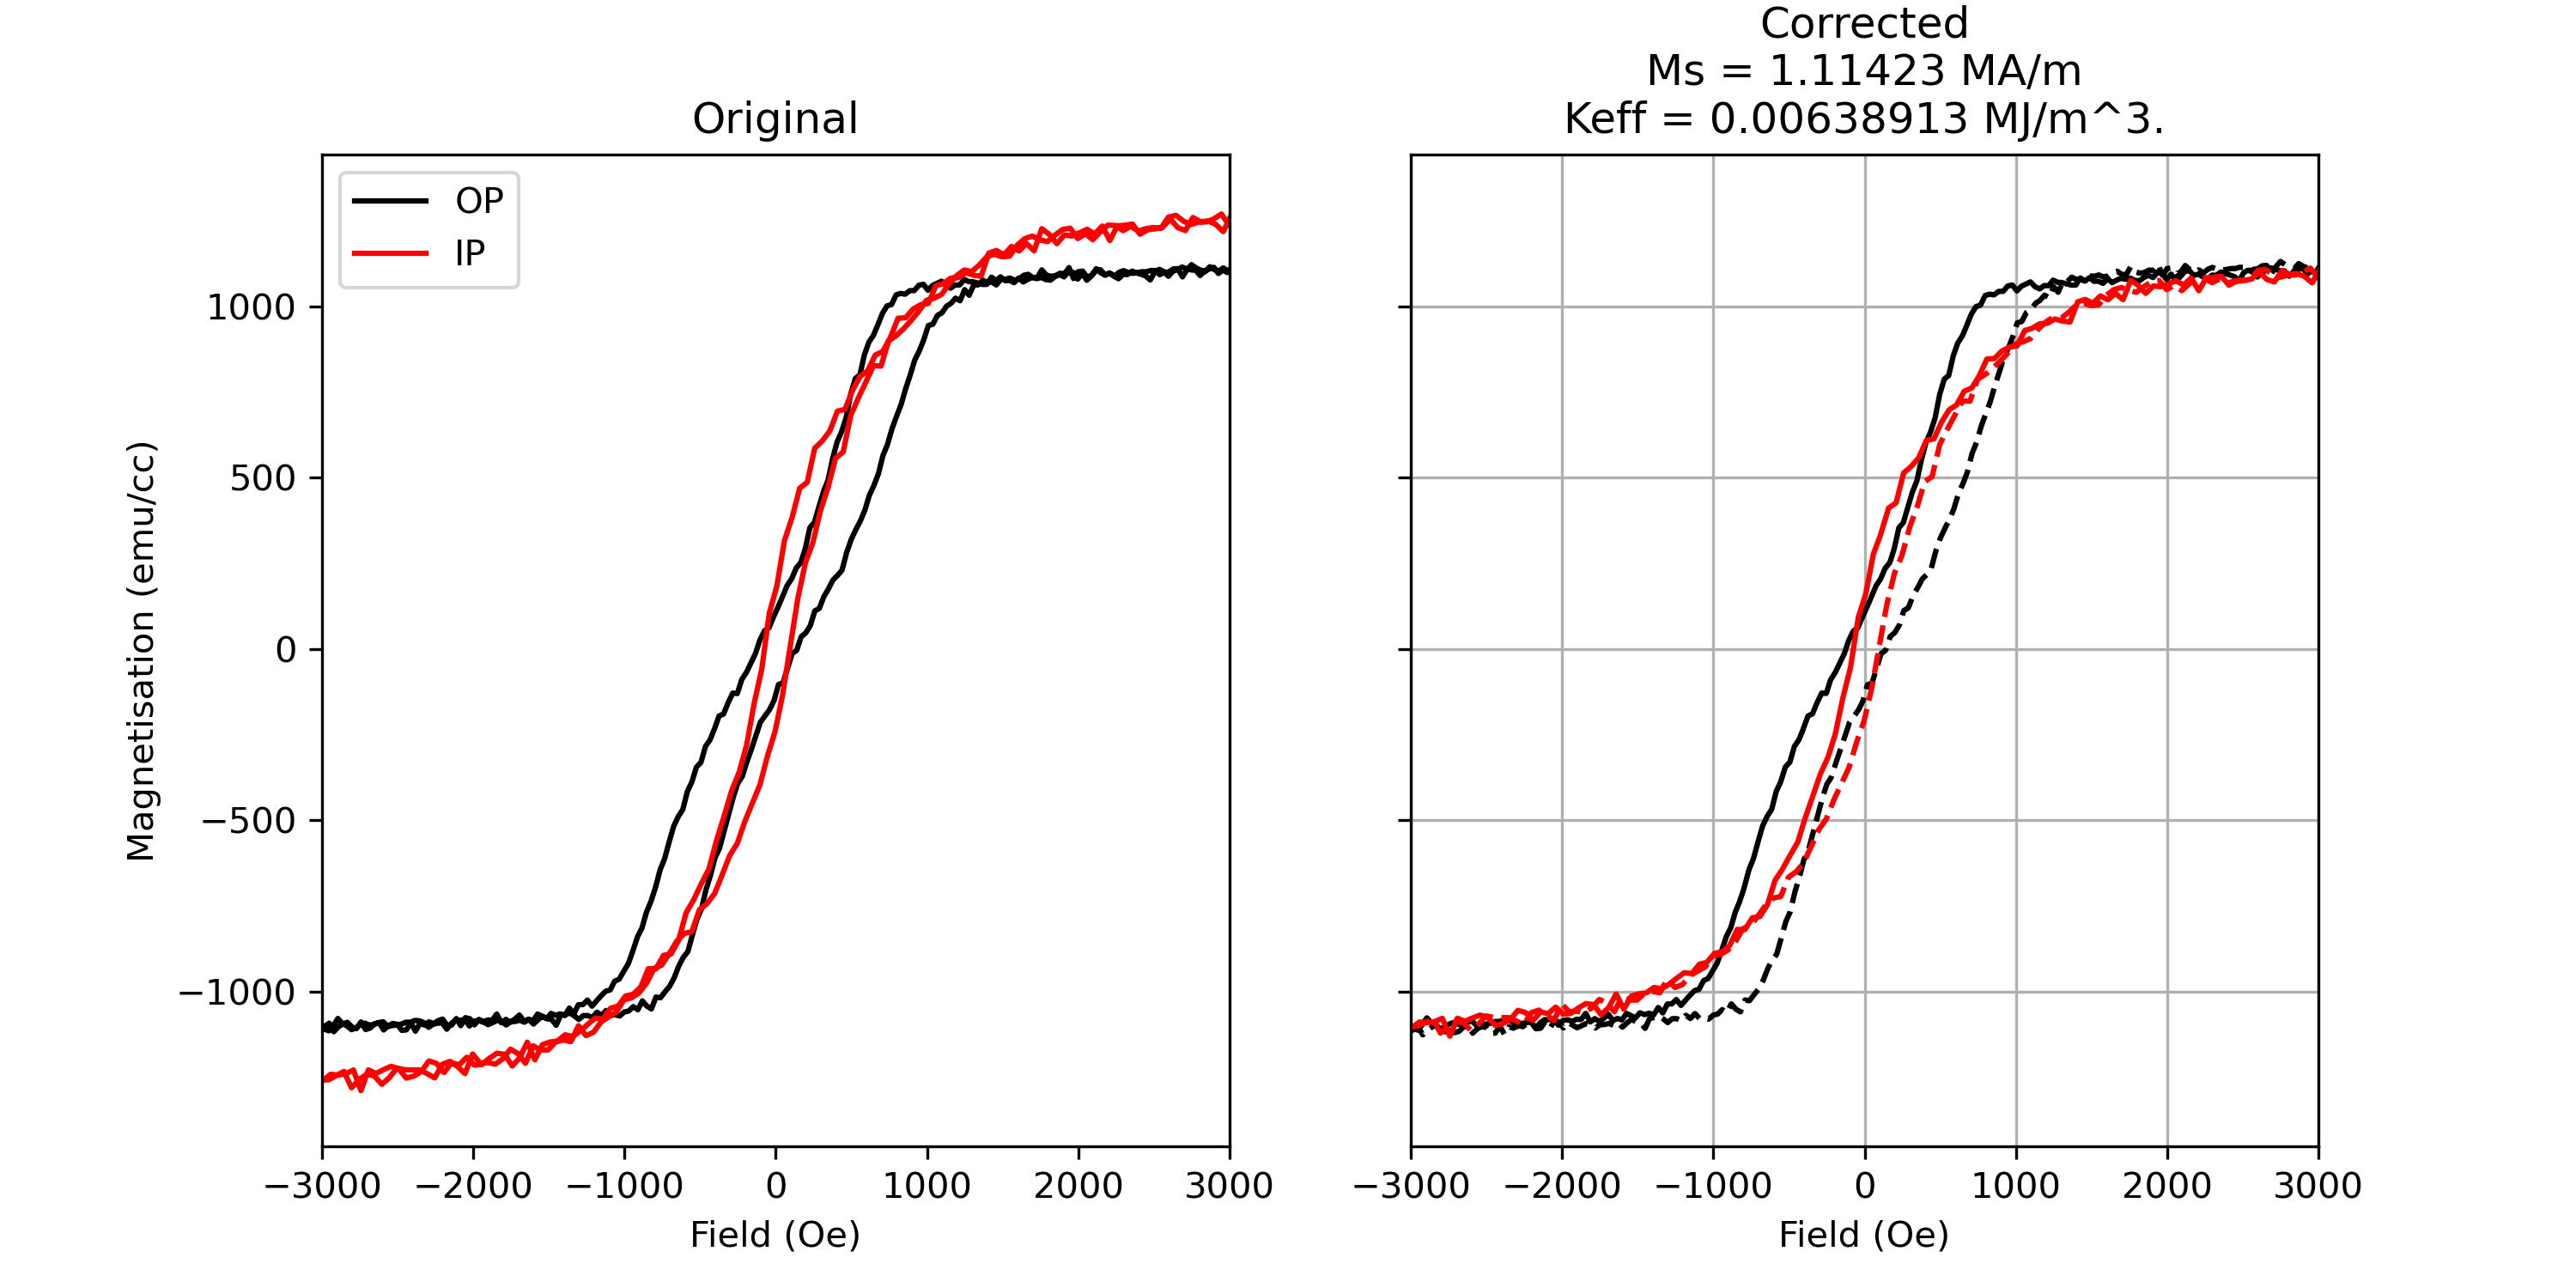 Original
OP
IP
1000
500
0
−500
−1000
Magnetisation (emu/cc)
−3000 −2000 −1000 0 1000 2000 3000
Field (Oe)
Corrected
Ms = 1.11423 MA/m
Keff = 0.00638913 MJ/m^3.
−3000 −2000 −1000 0 1000 2000 3000
Field (Oe)